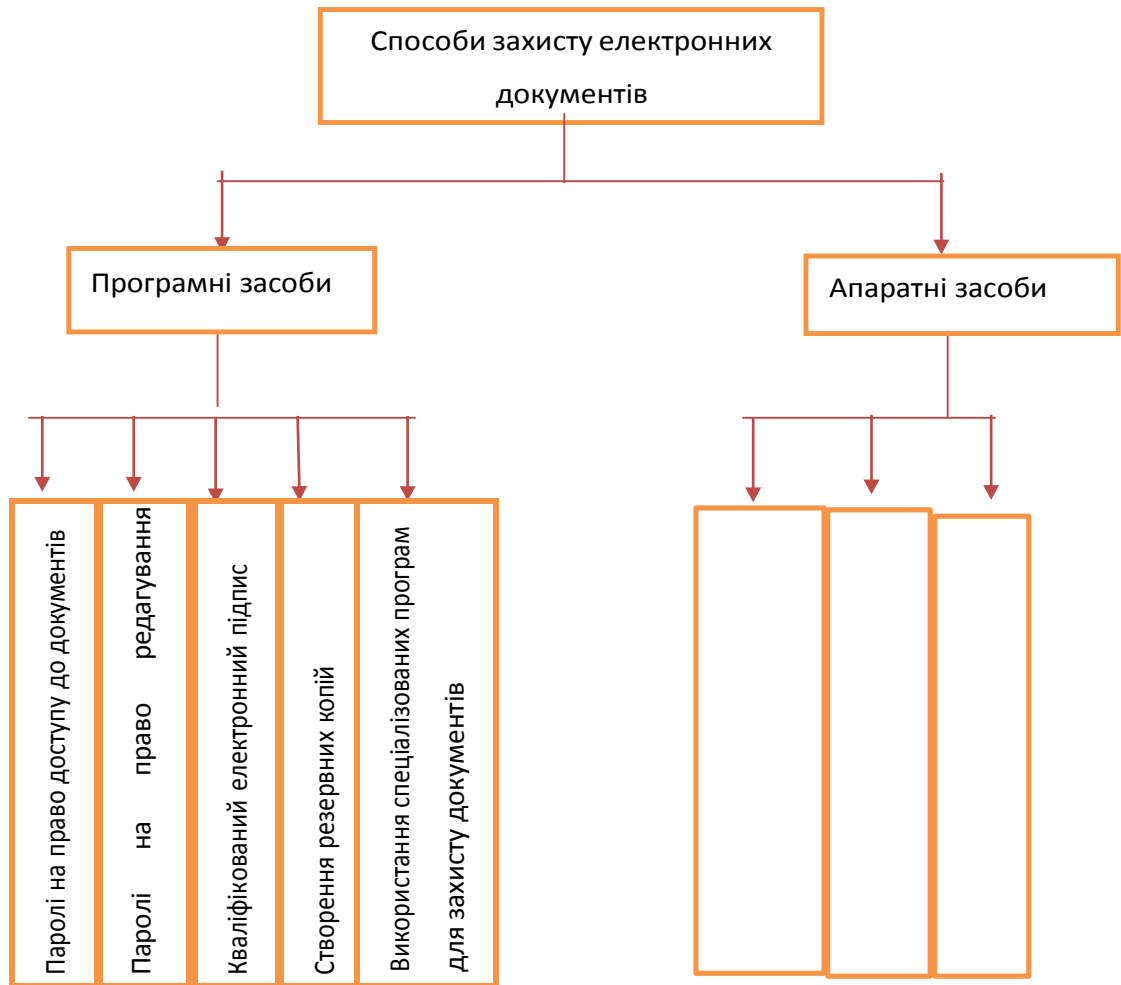 Способи захисту електронних
документів
Програмні засоби
Апаратні засоби
Паролі на право доступу до документів
Паролі на право редагування
Кваліфікований електронний підпис
Створення резервних копій
Використання спеціалізованих програм
для захисту документів